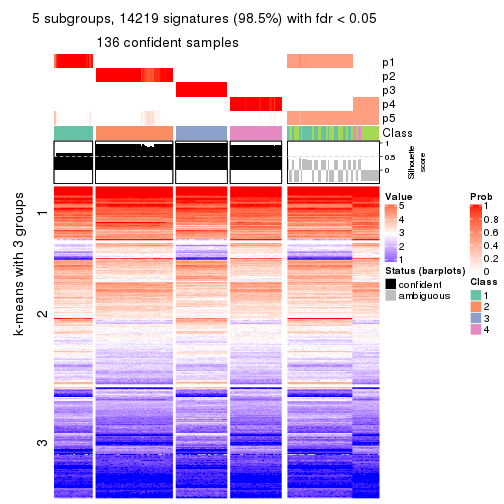 5 subgroups, 14219 signatures (98.5%) with fdr < 0.05
136 confident samples
p1
p2
p3
p4
p5
Class
1
0.5
0
Silhouette
score
k-means with 3 groups
1
2
3
Value
5
4
3
2
1
Status (barplots)
confident
ambiguous
Prob
1
0.8
0.6
0.4
0.2
0
Class
1
2
3
4